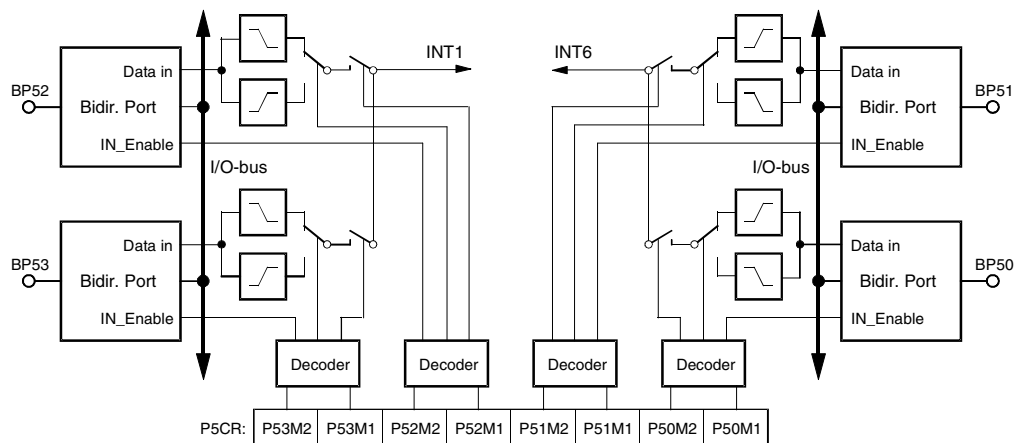 INT1 INT6
Data in Data in
BP52 BP51
Bidir. Port Bidir. Port
IN_Enable IN_Enable
I/O-bus I/O-bus
Data in Data in
BP53 BP50
Bidir. Port Bidir. Port
IN_Enable IN_Enable
Decoder Decoder Decoder Decoder
P5CR: P53M2 P53M1 P52M2 P52M1 P51M2 P51M1 P50M2 P50M1